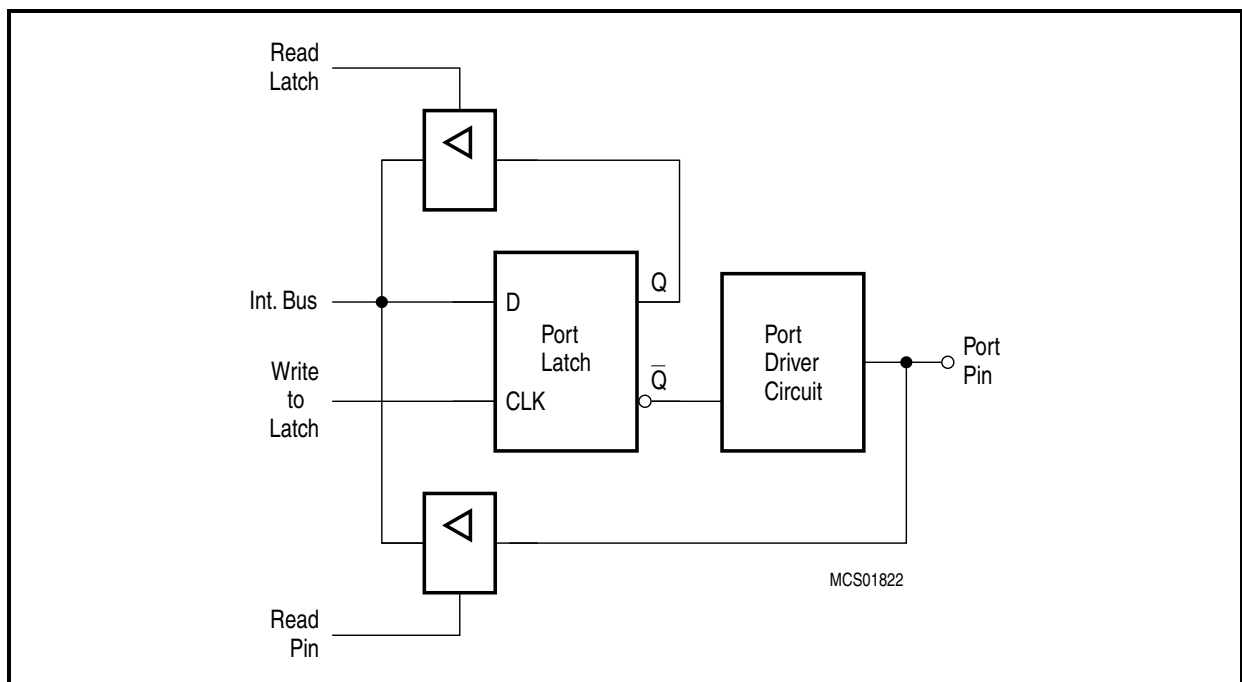 Read
Latch
Int. Bus
D
Port
Latch
Q
Q̅
CLK
Write
to
Latch
Port
Driver
Circuit
Port
Pin
MCS01822
Read
Pin